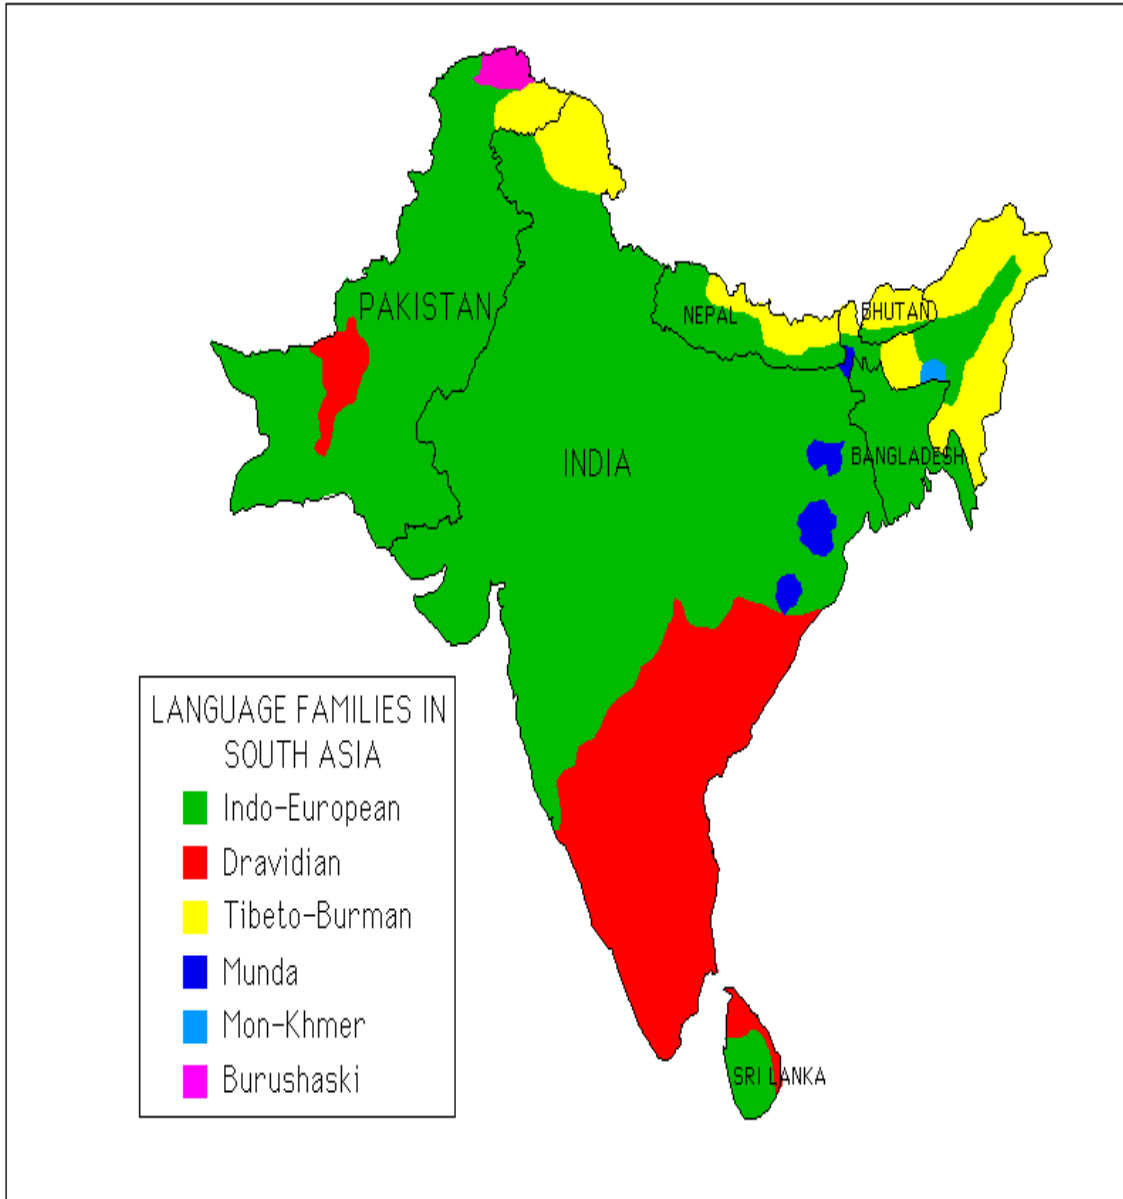 PAKISTAN
NEPAL
BHUTAN
INDIA
BANGLADESH
LANGUAGE FAMILIES IN
SOUTH ASIA
Indo-European
Dravidian
Tibeto-Burman
Munda
Mon-Khmer
Burushaski
SRI LANKA